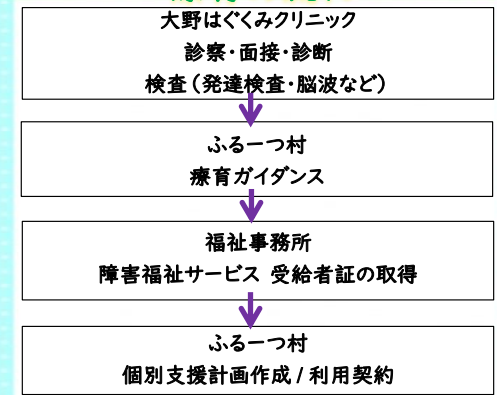 大野はぐくみクリニック
診察・面接・診断
検査（発達検査・脳波など）
ふるーつ村
療育ガイダンス
福祉事務所
障害福祉サービス 受給者証の取得
ふるーつ村
個別支援計画作成 / 利用契約